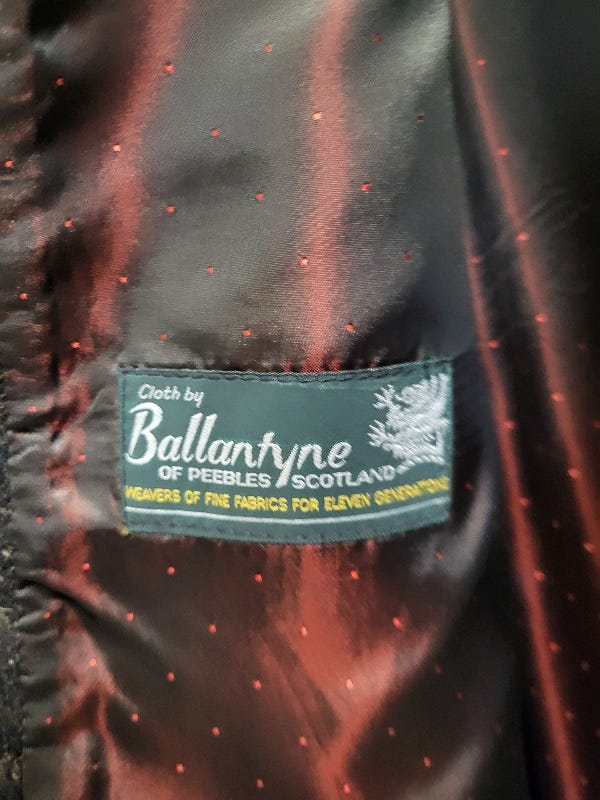 Cloth by
Ballantyne
OF PEEBLES SCOTLAND
WEAVERS OF FINE FABRICS FOR ELEVEN GENERATIONS